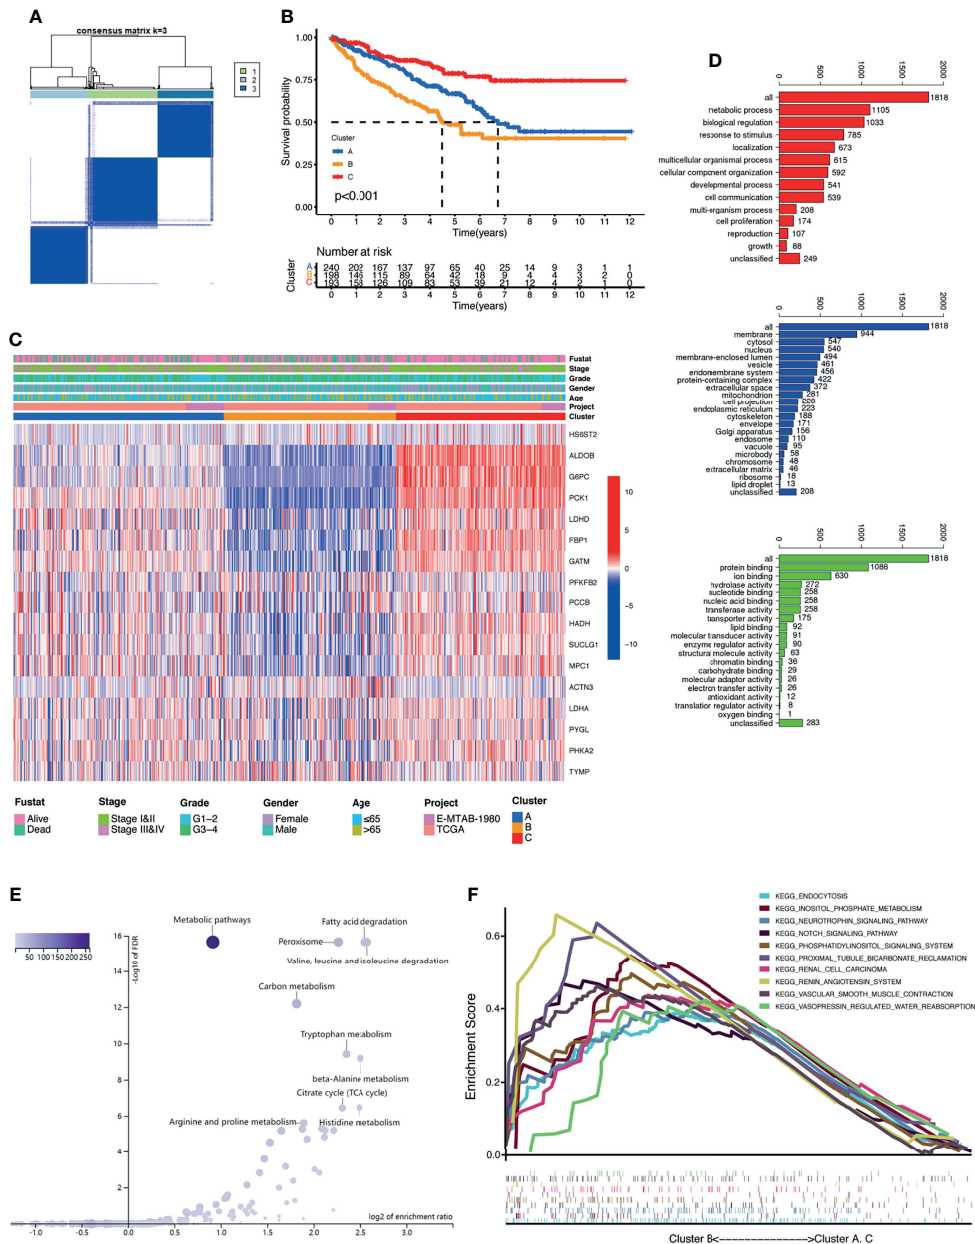 A
consensus matrix k=3
1
2
3
B
Survival probability
1.00
0.75
0.50
0.25
0.00
Cluster
A
B
C
p<0.001
0 1 2 3 4 5 6 7 8 9 10 11 12
Time(years)
Number at risk
Cluster
A 240 202 167 137 97 65 40 25 14 9 3 1 1
B 198 146 115 89 64 42 18 9 4 4 3 2 0
C 193 158 126 109 83 53 39 21 12 4 2 1 0
0 1 2 3 4 5 6 7 8 9 10 11 12
Time(years)
C
Fustat
Stage
Grade
Gender
Age
Project
Cluster
HS6ST2
ALDOB
G6PC
PCK1
LDHD
FBP1
GATM
PFKFB2
PCCB
HADH
SUCLG1
MPC1
ACTN3
LDHA
PYGL
PHKA2
TYMP
10
5
0
−5
−10
Fustat
Alive
Dead
Stage
Stage I&II
Stage III&IV
Grade
G1-2
G3-4
Gender
Female
Male
Age
≤65
>65
Project
E-MTAB-1980
TCGA
Cluster
A
B
C
D
0 500 1000 1500 2000
all 1818
netabolic process 1105
biological regulation 1033
response to stimulus 785
localization 673
multicellular organismal process 615
cellular component organization 592
developmental process 541
cell communication 539
multi-organism process 208
cell proliferation 174
reproduction 107
growth 88
unclassified 249
0 500 1000 1500 2000
all 1818
membrane 944
cytosol 547
nucleus 540
membrane-enclosed lumen 494
vesicle 461
endomembrane system 456
protein-containing complex 422
extracellular space 372
mitochondrion 281
cell projection 228
endoplasmic reticulum 223
cytoskeleton 188
envelope 171
Golgi apparatus 156
endosome 110
vacuole 95
microbody 58
chromosome 48
extracellular matrix 46
ribosome 18
lipid droplet 13
unclassified 208
0 500 1000 1500 2000
all 1818
protein binding 1086
ion binding 630
hydrolase activity 272
nucleotide binding 258
nucleic acid binding 258
transferase activity 258
transporter activity 175
lipid binding 92
molecular transducer activity 91
enzyme regulator activity 90
structural molecule activity 63
chromatin binding 36
carbohydrate binding 29
molecular adaptor activity 26
electron transfer activity 26
antioxidant activity 12
translation regulator activity 8
oxygen binding 1
unclassified 283
E
50 100 150 200 250
-Log10 of FDR
16
14
12
10
8
6
4
2
Metabolic pathways
Fatty acid degradation
Peroxisome
Valine, leucine and isoleucine degradation
Carbon metabolism
Tryptophan metabolism
beta-Alanine metabolism
Citrate cycle (TCA cycle)
Arginine and proline metabolism
Histidine metabolism
log2 of enrichment ratio
-1.0 -0.5 0.0 0.5 1.0 1.5 2.0 2.5 3.0
F
Enrichment Score
0.6
0.4
0.2
0.0
KEGG_ENDOCYTOSIS
KEGG_INOSITOL_PHOSPHATE_METABOLISM
KEGG_NEUROTROPHIN_SIGNALING_PATHWAY
KEGG_NOTCH_SIGNALING_PATHWAY
KEGG_PHOSPHATIDYLINOSITOL_SIGNALING_SYSTEM
KEGG_PROXIMAL_TUBULE_BICARBONATE_RECLAMATION
KEGG_RENAL_CELL_CARCINOMA
KEGG_RENIN_ANGIOTENSIN_SYSTEM
KEGG_VASCULAR_SMOOTH_MUSCLE_CONTRACTION
KEGG_VASOPRESSIN_REGULATED_WATER_REABSORPTION
Cluster B<-------------->Cluster A. C